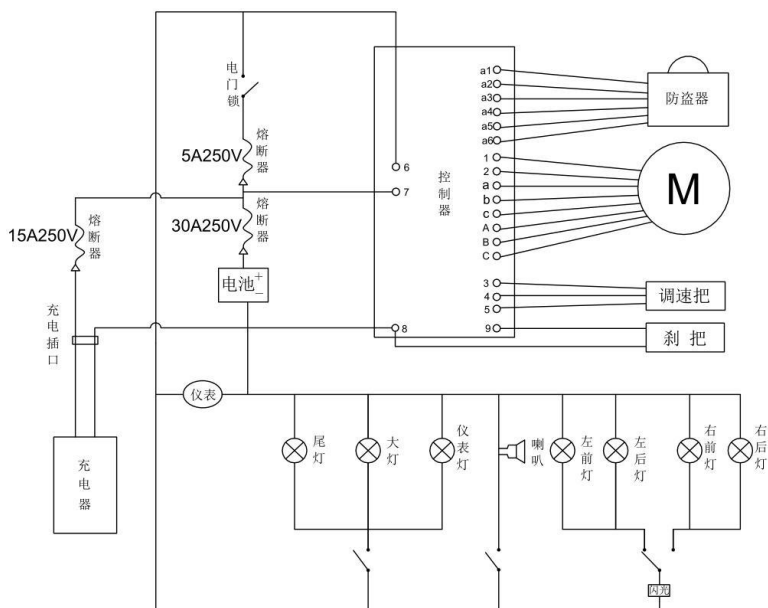 电门锁
熔断器
5A250V
熔断器
30A250V
15A250V
熔断器
电池
+
−
充电插口
充电器
仪表
控制器
6
7
8
a1
a2
a3
a4
a5
a6
1
2
a
b
c
A
B
C
3
4
5
9
防盗器
M
调速把
刹 把
尾灯
大灯
仪表灯
喇叭
左前灯
左后灯
右前灯
右后灯
闪光